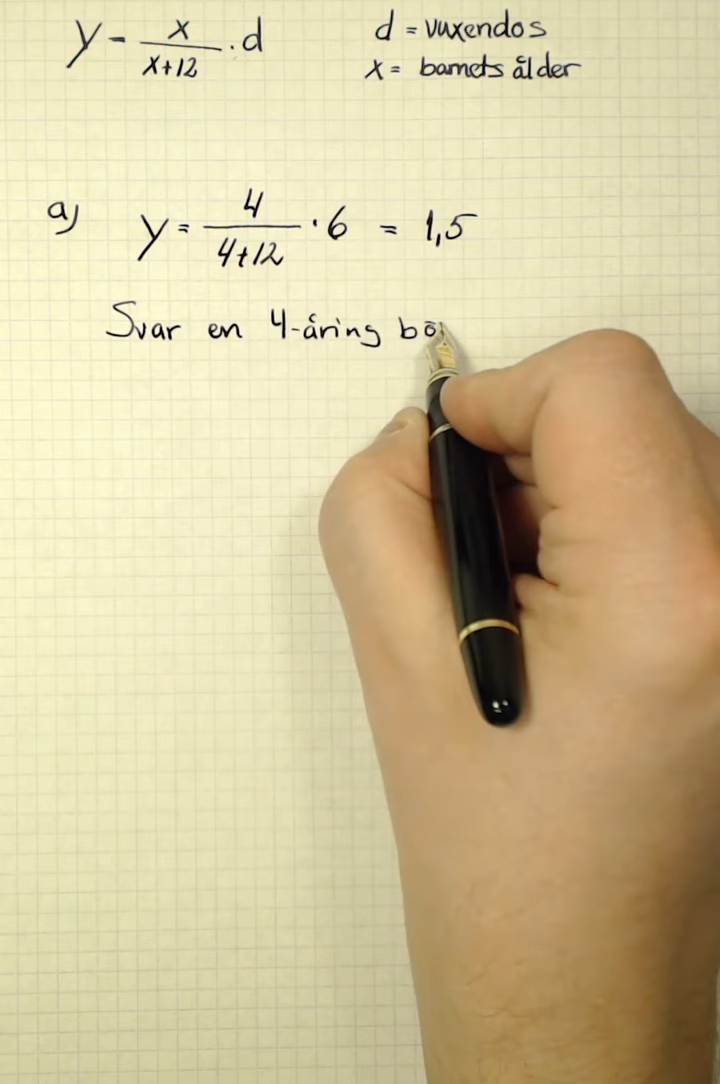 y = x/(x+12) · d
d = vuxendos
x = barnets ålder
a) y = 4/(4+12) · 6 = 1,5
Svar en 4-åring bö